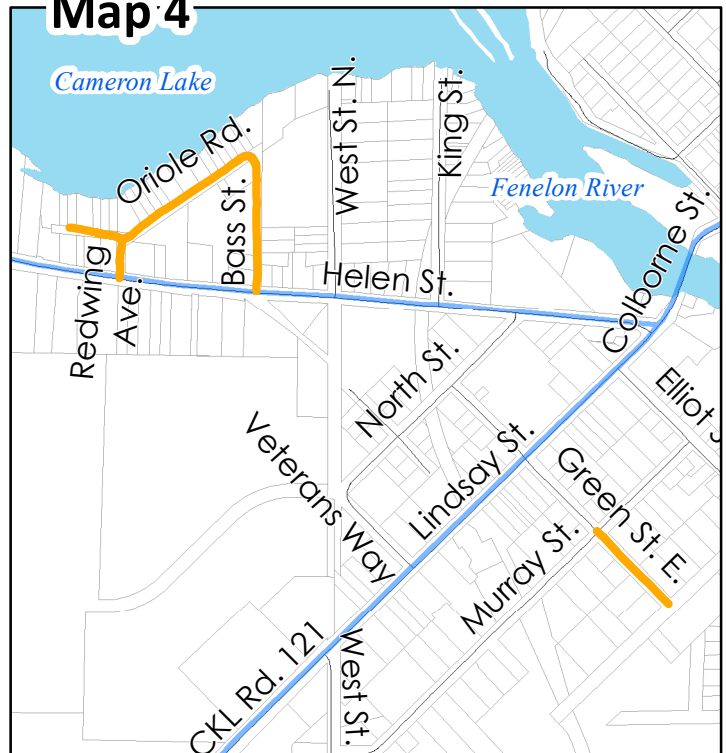 Map 4
Cameron Lake
Oriole Rd.
West St. N.
King St.
Fenelon River
Colborne St.
Bass St.
Redwing
Ave.
Helen St.
North St.
Elliot
Veterans Way
Lindsay St.
Green St. E.
Murray St.
CKL Rd. 121
West St.